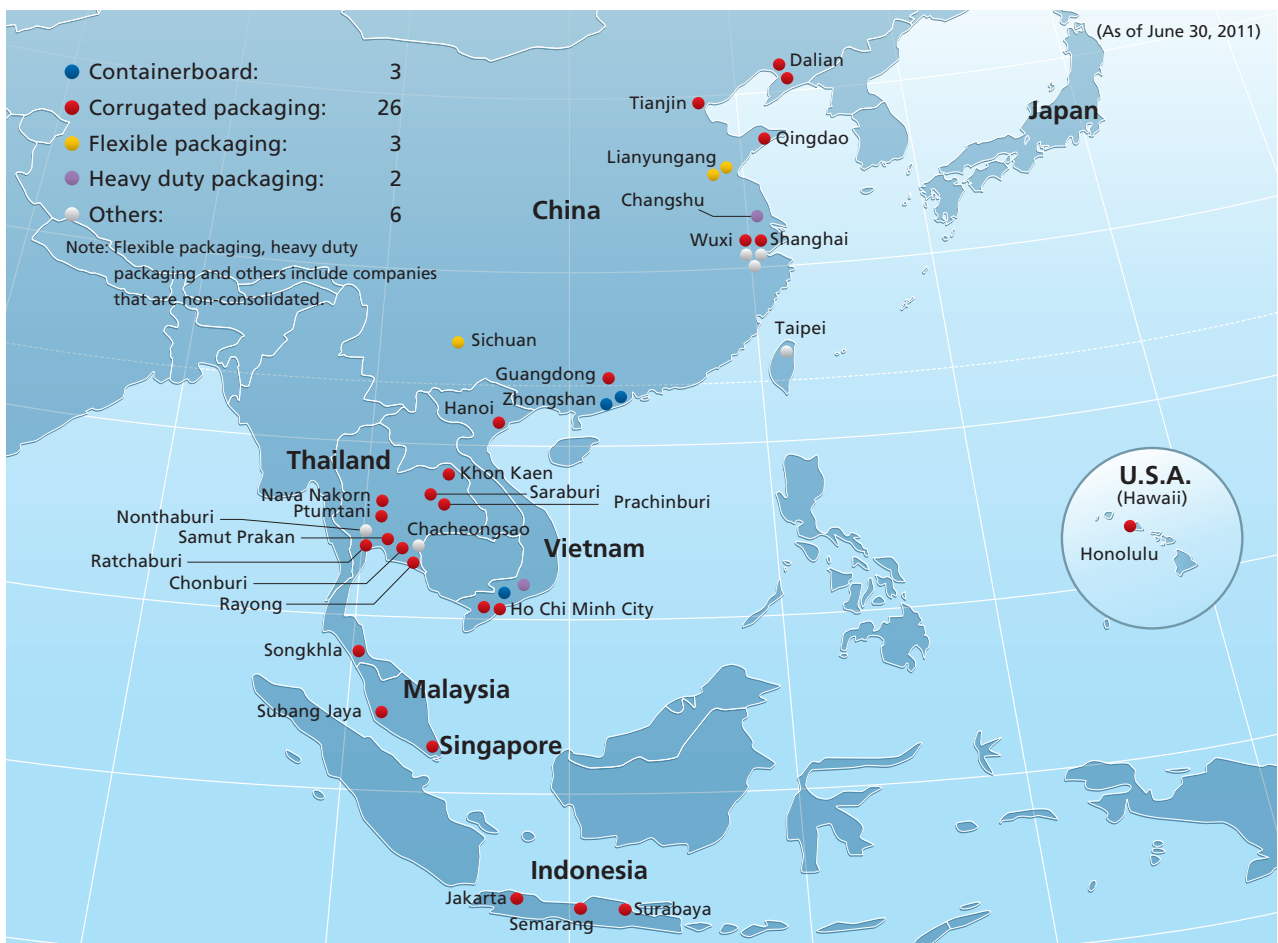 (As of June 30, 2011)
Containerboard: 3
Corrugated packaging: 26
Flexible packaging: 3
Heavy duty packaging: 2
Others: 6
Note: Flexible packaging, heavy duty
packaging and others include companies
that are non-consolidated.
Dalian
Tianjin
Japan
Qingdao
Lianyungang
Changshu
China
Wuxi
Shanghai
Taipei
Sichuan
Guangdong
Zhongshan
Hanoi
Thailand
Khon Kaen
Saraburi
Prachinburi
Nava Nakorn
Ptumtani
Nonthaburi
Chacheongsao
Samut Prakan
Vietnam
Ratchaburi
Chonburi
Rayong
Ho Chi Minh City
U.S.A.
(Hawaii)
Honolulu
Songkhla
Malaysia
Subang Jaya
Singapore
Indonesia
Jakarta
Semarang
Surabaya